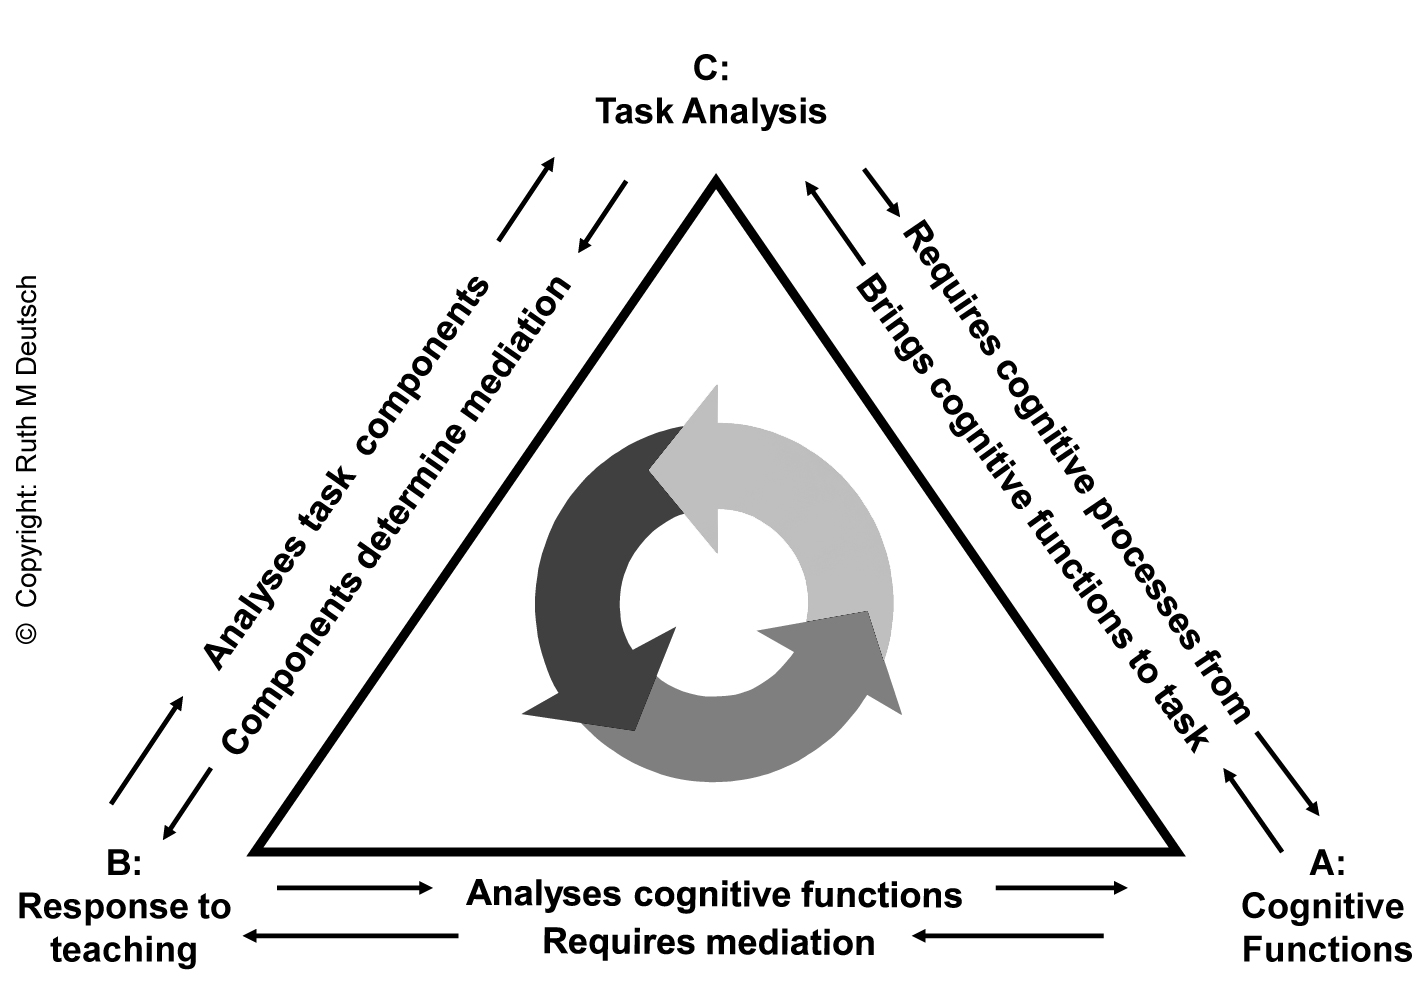 C:
Task Analysis
Analyses task components
Components determine mediation
Requires cognitive processes from
Brings cognitive functions to task
© Copyright: Ruth M Deutsch
B:
Response to
teaching
Analyses cognitive functions
Requires mediation
A:
Cognitive
Functions